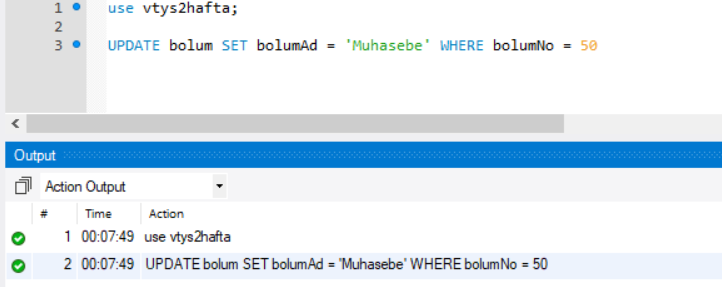 1 use vtys2hafta;
2
3 UPDATE bolum SET bolumAd = 'Muhasebe' WHERE bolumNo = 50
<
Output
Action Output
# Time Action
1 00:07:49 use vtys2hafta
2 00:07:49 UPDATE bolum SET bolumAd = 'Muhasebe' WHERE bolumNo = 50